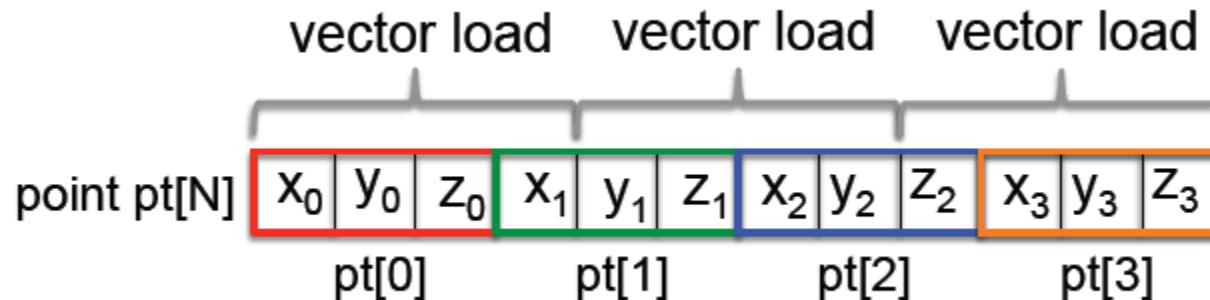 vector load vector load vector load
point pt[N] x₀ y₀ z₀ x₁ y₁ z₁ x₂ y₂ z₂ x₃ y₃ z₃
pt[0] pt[1] pt[2] pt[3]